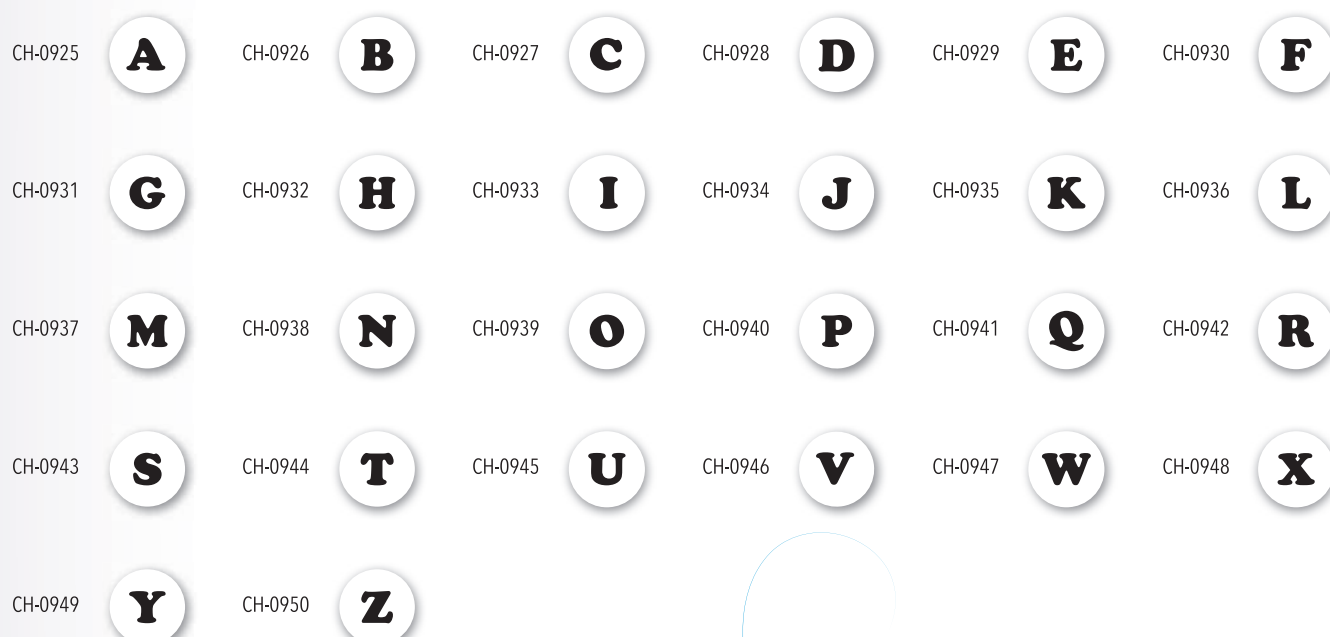 CH-0925 A CH-0926 B CH-0927 C CH-0928 D CH-0929 E CH-0930 F
CH-0931 G CH-0932 H CH-0933 I CH-0934 J CH-0935 K CH-0936 L
CH-0937 M CH-0938 N CH-0939 O CH-0940 P CH-0941 Q CH-0942 R
CH-0943 S CH-0944 T CH-0945 U CH-0946 V CH-0947 W CH-0948 X
CH-0949 Y CH-0950 Z